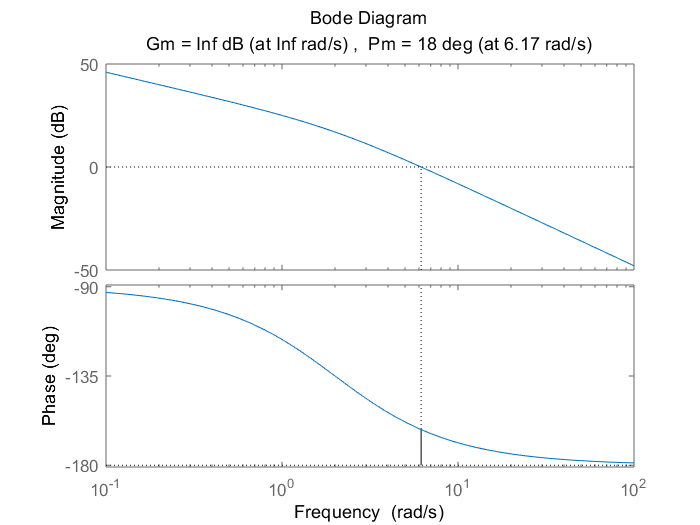 Bode Diagram
Gm = Inf dB (at Inf rad/s) ,  Pm = 18 deg (at 6.17 rad/s)
50
0
-50
Magnitude (dB)
-90
-135
-180
Phase (deg)
10^-1
10^0
10^1
10^2
Frequency  (rad/s)